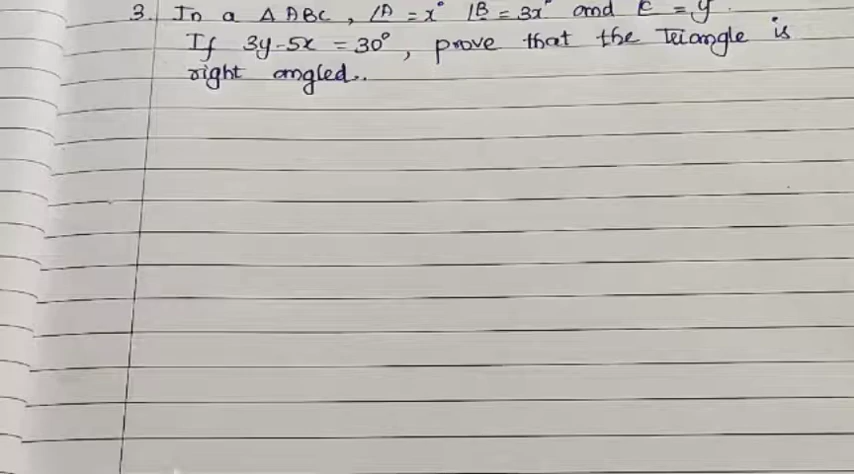 3. In a Δ ABC, ∠A = x° ∠B = 3x° and C = y.
If 3y-5x = 30°, prove that the Triangle is
right angled..